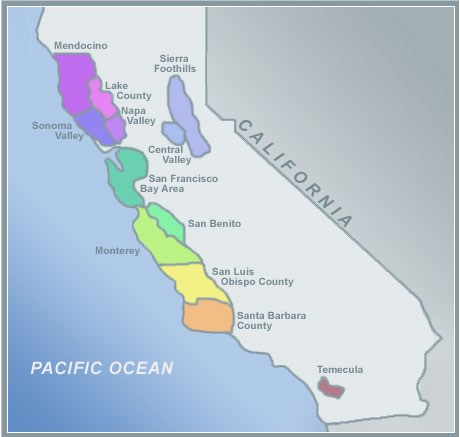 Mendocino
Sierra
Foothills
Lake
County
Napa
Valley
Sonoma
Valley
Central
Valley
CALIFORNIA
San Francisco
Bay Area
San Benito
Monterey
San Luis
Obispo County
Santa Barbara
County
PACIFIC OCEAN
Temecula